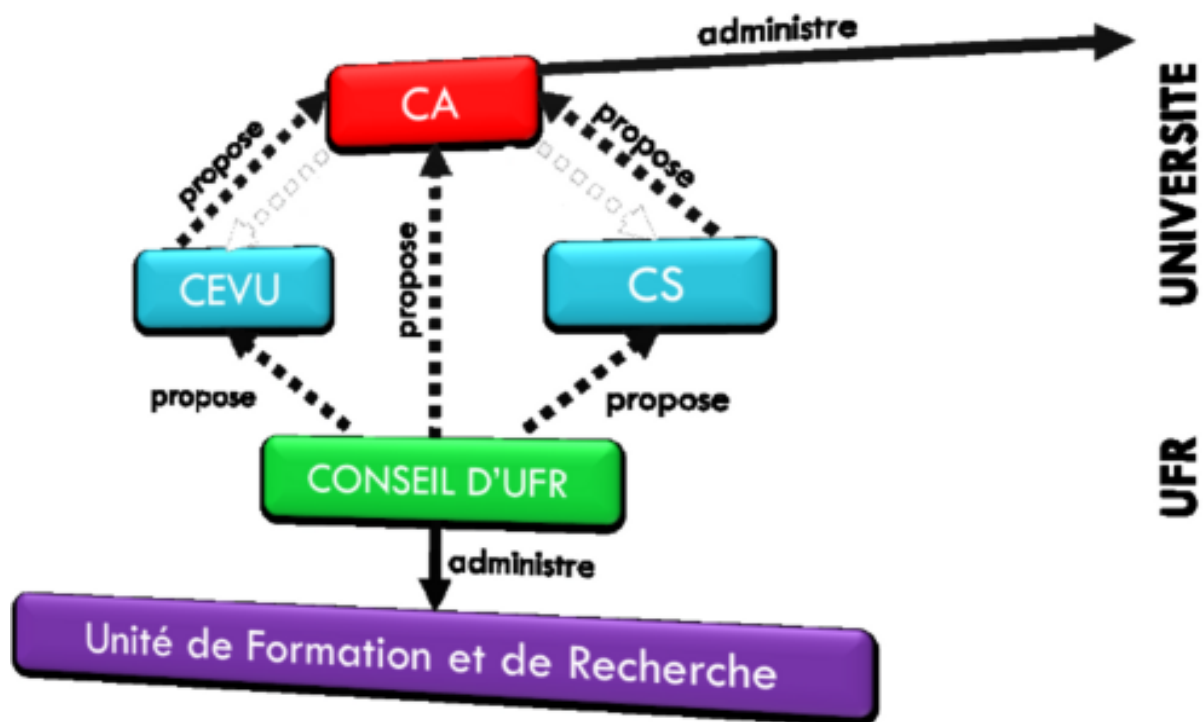 administre
CA
propose
propose
propose
CEVU
CS
propose
propose
CONSEIL D'UFR
administre
Unité de Formation et de Recherche
UNIVERSITE
UFR